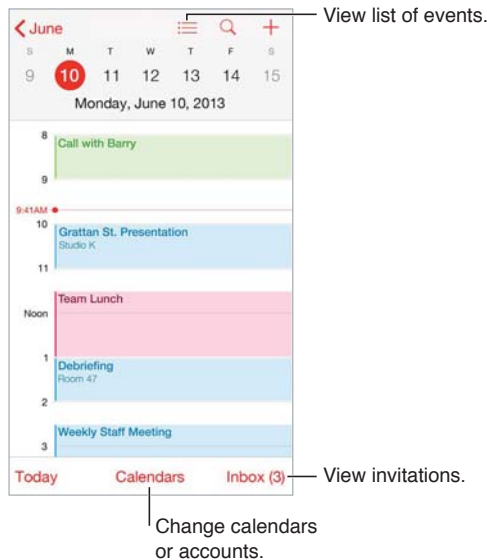 View list of events.
June
S M T W T F S
9 10 11 12 13 14 15
Monday, June 10, 2013
8
Call with Barry
9
9:41AM
10
Grattan St. Presentation
Studio K
11
Team Lunch
Noon
1
Debriefing
Room 47
2
Weekly Staff Meeting
3
Today Calendars Inbox (3)
View invitations.
Change calendars
or accounts.